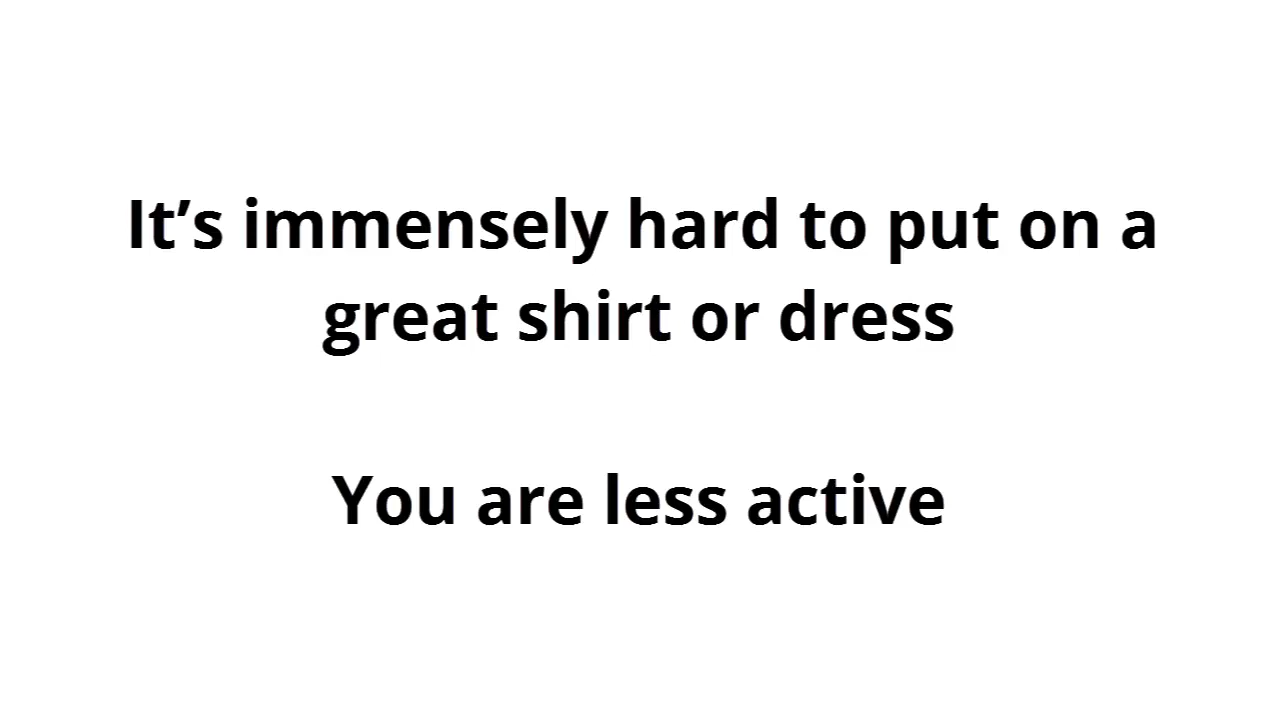 It’s immensely hard to put on a
great shirt or dress
You are less active